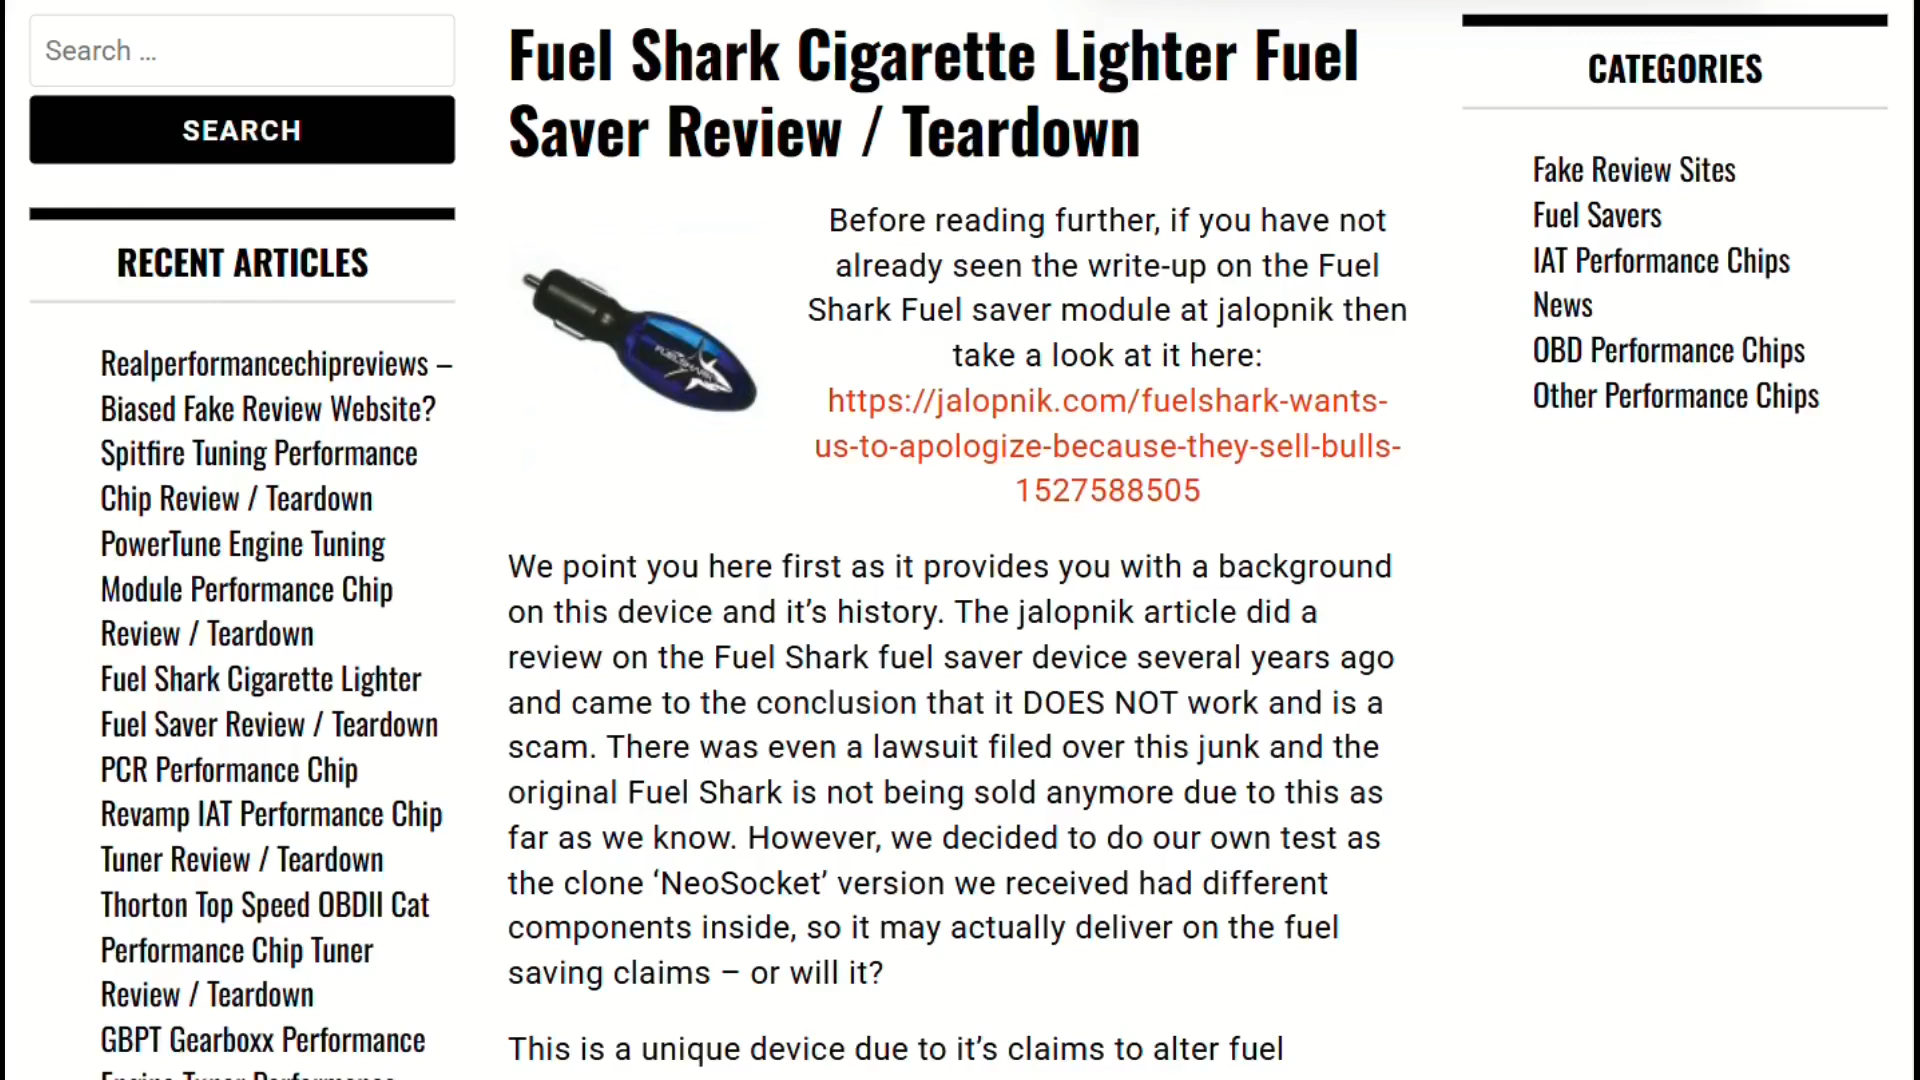 Search ...
SEARCH
RECENT ARTICLES
Realperformancechipreviews –
Biased Fake Review Website?
Spitfire Tuning Performance
Chip Review / Teardown
PowerTune Engine Tuning
Module Performance Chip
Review / Teardown
Fuel Shark Cigarette Lighter
Fuel Saver Review / Teardown
PCR Performance Chip
Revamp IAT Performance Chip
Tuner Review / Teardown
Thorton Top Speed OBDII Cat
Performance Chip Tuner
Review / Teardown
GBPT Gearboxx Performance
Fuel Shark Cigarette Lighter Fuel
Saver Review / Teardown
FUELSHARK
Before reading further, if you have not
already seen the write-up on the Fuel
Shark Fuel saver module at jalopnik then
take a look at it here:
https://jalopnik.com/fuelshark-wants-
us-to-apologize-because-they-sell-bulls-
1527588505
We point you here first as it provides you with a background
on this device and it’s history. The jalopnik article did a
review on the Fuel Shark fuel saver device several years ago
and came to the conclusion that it DOES NOT work and is a
scam. There was even a lawsuit filed over this junk and the
original Fuel Shark is not being sold anymore due to this as
far as we know. However, we decided to do our own test as
the clone ‘NeoSocket’ version we received had different
components inside, so it may actually deliver on the fuel
saving claims – or will it?
This is a unique device due to it’s claims to alter fuel
CATEGORIES
Fake Review Sites
Fuel Savers
IAT Performance Chips
News
OBD Performance Chips
Other Performance Chips